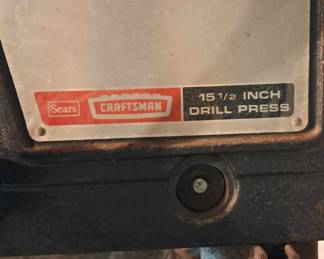 Sears
CRAFTSMAN
15 1/2 INCH
DRILL PRESS